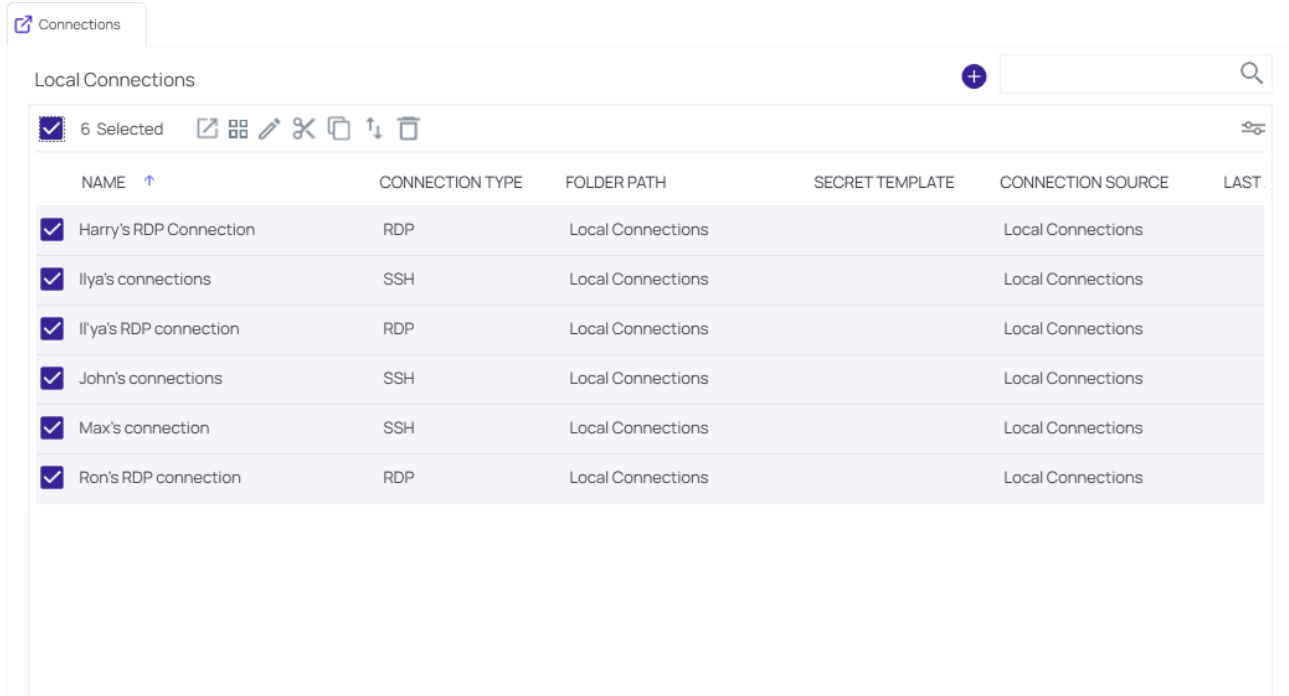 Connections
Local Connections
6 Selected
NAME CONNECTION TYPE FOLDER PATH SECRET TEMPLATE CONNECTION SOURCE LAST
Harry's RDP Connection RDP Local Connections Local Connections
Ilya's connections SSH Local Connections Local Connections
Il'ya's RDP connection RDP Local Connections Local Connections
John's connections SSH Local Connections Local Connections
Max's connection SSH Local Connections Local Connections
Ron's RDP connection RDP Local Connections Local Connections